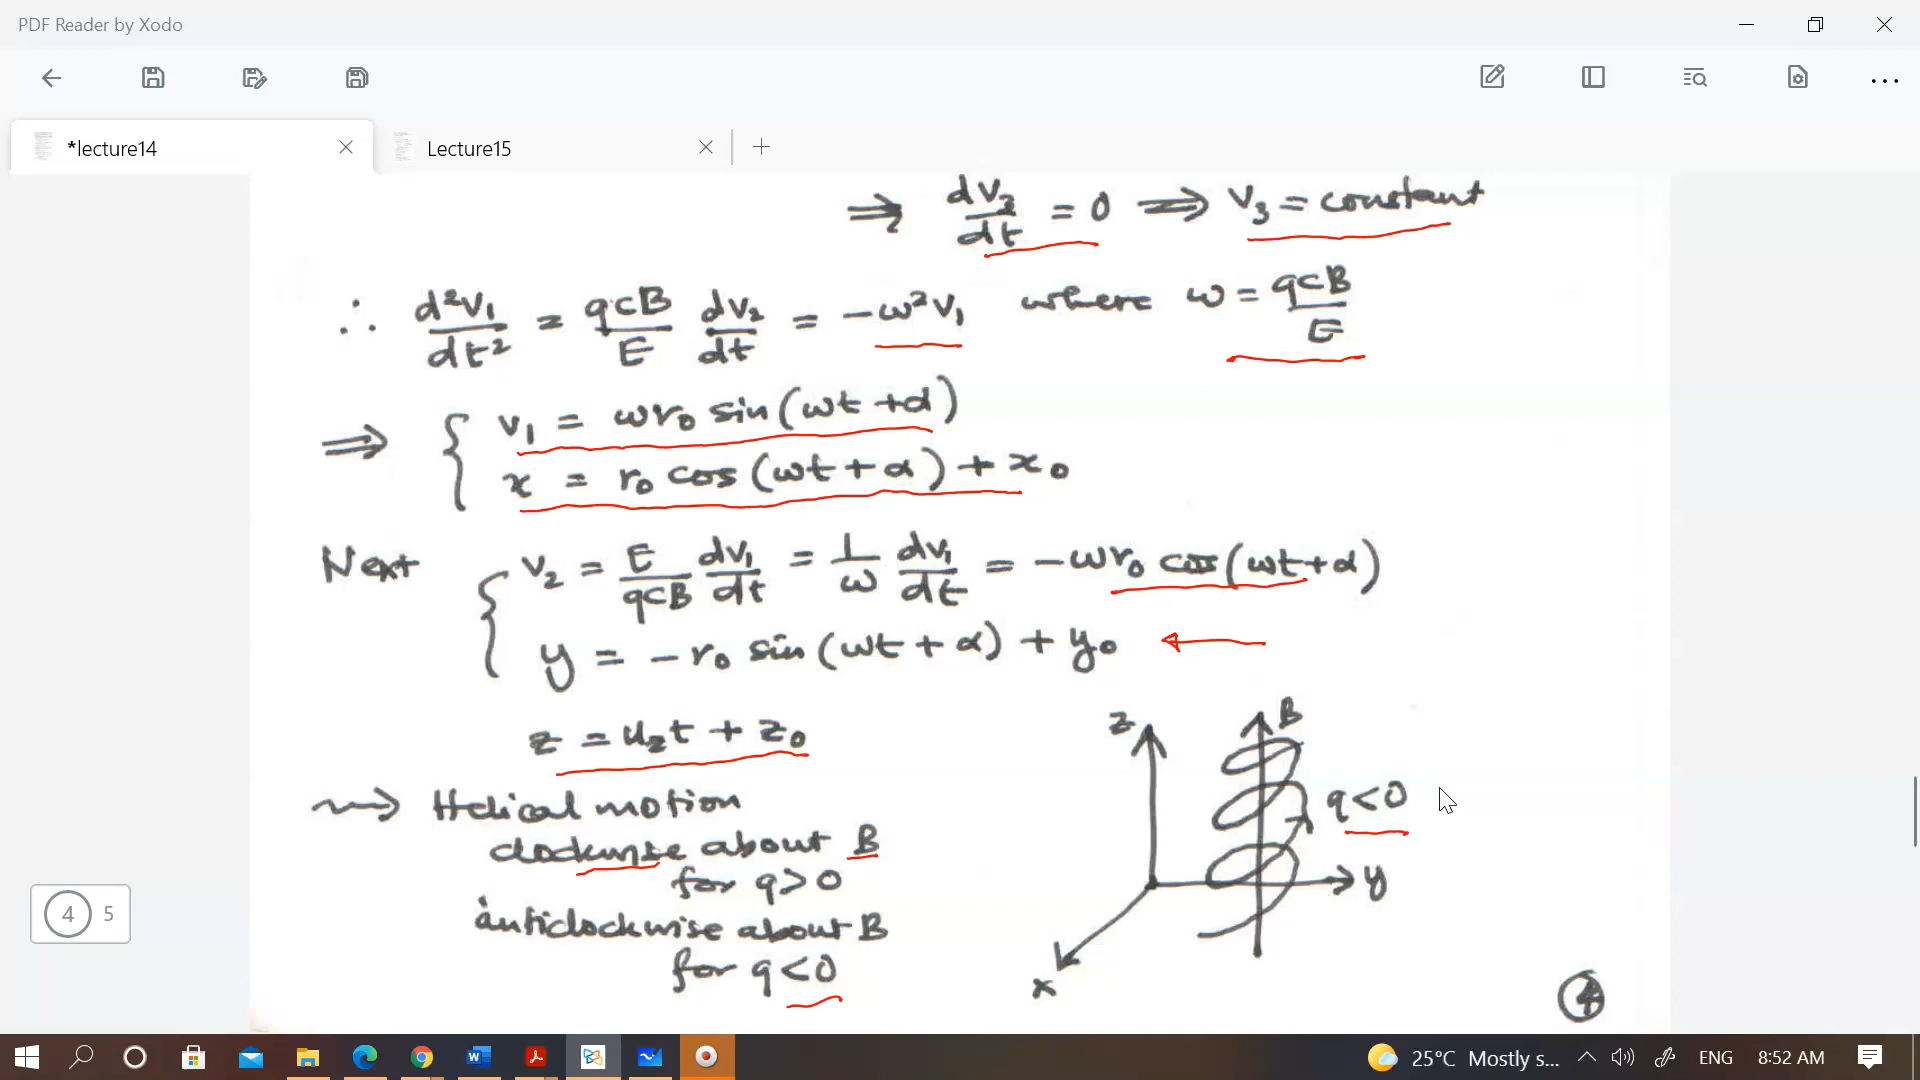 PDF Reader by Xodo
*lecture14
Lecture15
⇒ dv₃/dt = 0 ⇒ v₃ = constant
∴ d²v₁/dt² = qcB/E dv₂/dt = -ω²v₁ where ω = qcB/E
⇒ { v₁ = ωr₀ sin(ωt+α)
x = r₀ cos(ωt+α) + x₀
Next { v₂ = E/qcB dv₁/dt = 1/ω dv₁/dt = -ωr₀ cos(ωt+α)
y = -r₀ sin(ωt+α) + y₀
z = u_z t + z₀
⇝ Helical motion
clockwise about B
for q>0
anticlockwise about B
for q<0
z
B
q<0
y
x
4
4 5
25°C Mostly s...
ENG
8:52 AM